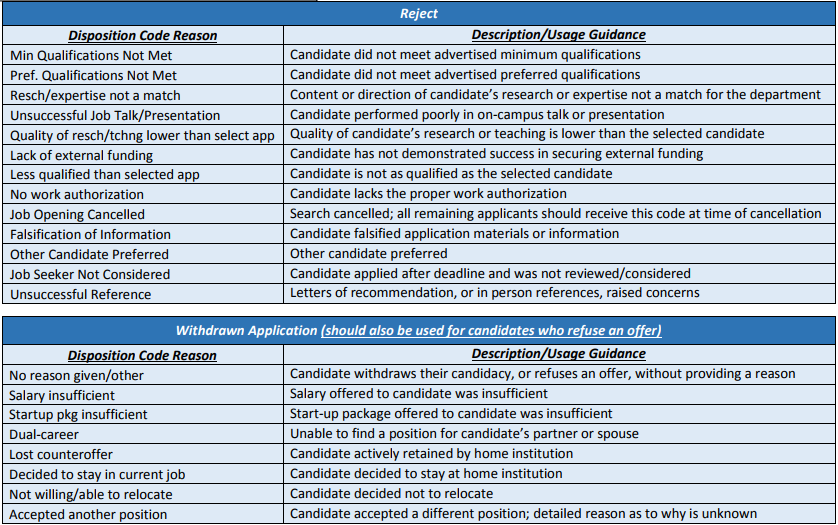 Reject
Disposition Code Reason Description/Usage Guidance
Min Qualifications Not Met Candidate did not meet advertised minimum qualifications
Pref. Qualifications Not Met Candidate did not meet advertised preferred qualifications
Resch/expertise not a match Content or direction of candidate's research or expertise not a match for the department
Unsuccessful Job Talk/Presentation Candidate performed poorly in on-campus talk or presentation
Quality of resch/tchng lower than select app Quality of candidate's research or teaching is lower than the selected candidate
Lack of external funding Candidate has not demonstrated success in securing external funding
Less qualified than selected app Candidate is not as qualified as the selected candidate
No work authorization Candidate lacks the proper work authorization
Job Opening Cancelled Search cancelled; all remaining applicants should receive this code at time of cancellation
Falsification of Information Candidate falsified application materials or information
Other Candidate Preferred Other candidate preferred
Job Seeker Not Considered Candidate applied after deadline and was not reviewed/considered
Unsuccessful Reference Letters of recommendation, or in person references, raised concerns
Withdrawn Application (should also be used for candidates who refuse an offer)
Disposition Code Reason Description/Usage Guidance
No reason given/other Candidate withdraws their candidacy, or refuses an offer, without providing a reason
Salary insufficient Salary offered to candidate was insufficient
Startup pkg insufficient Start-up package offered to candidate was insufficient
Dual-career Unable to find a position for candidate's partner or spouse
Lost counteroffer Candidate actively retained by home institution
Decided to stay in current job Candidate decided to stay at home institution
Not willing/able to relocate Candidate decided not to relocate
Accepted another position Candidate accepted a different position; detailed reason as to why is unknown